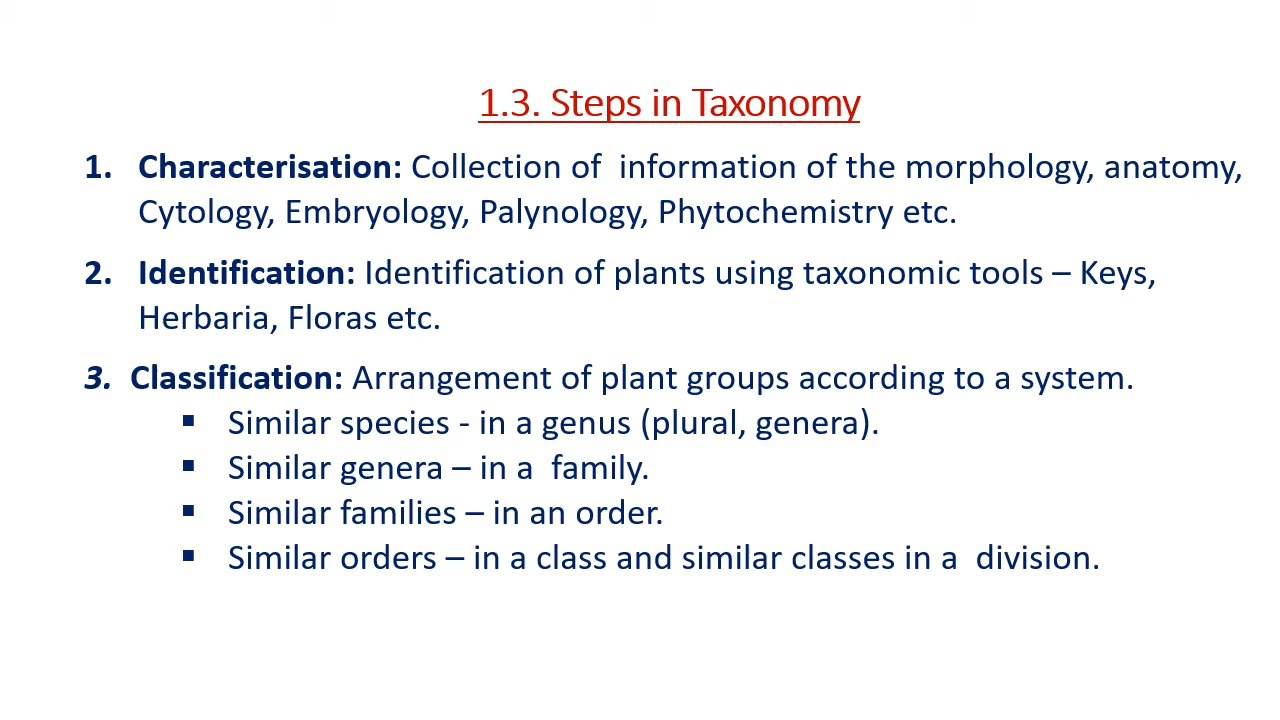 1.3. Steps in Taxonomy
1. Characterisation: Collection of  information of the morphology, anatomy,
Cytology, Embryology, Palynology, Phytochemistry etc.
2. Identification: Identification of plants using taxonomic tools – Keys,
Herbaria, Floras etc.
3. Classification: Arrangement of plant groups according to a system.
▪ Similar species - in a genus (plural, genera).
▪ Similar genera – in a  family.
▪ Similar families – in an order.
▪ Similar orders – in a class and similar classes in a  division.